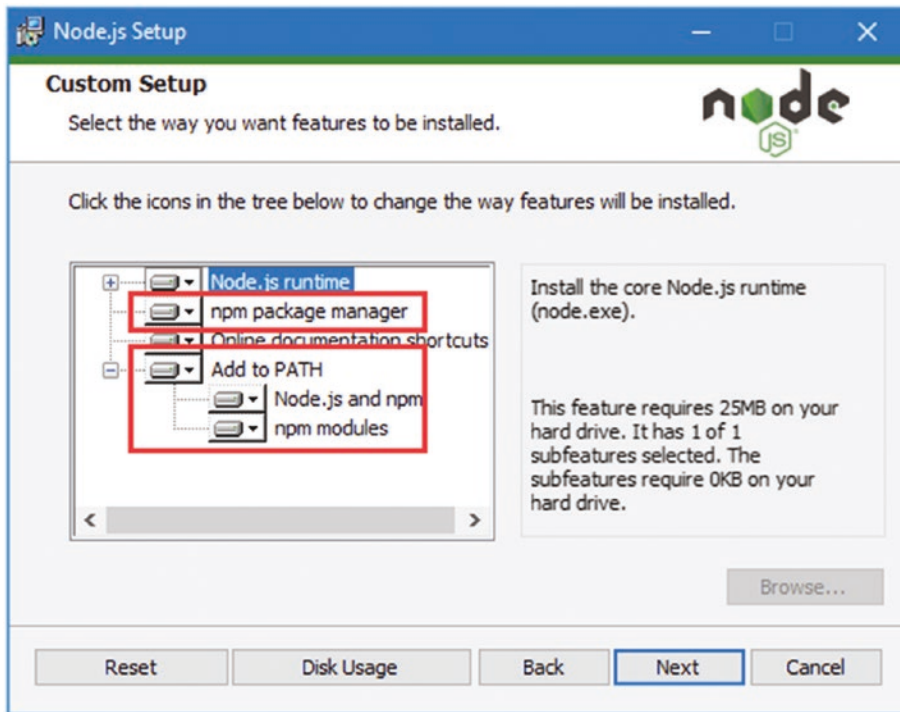 Node.js Setup
Custom Setup
Select the way you want features to be installed.
node
JS
Click the icons in the tree below to change the way features will be installed.
Node.js runtime
npm package manager
Online documentation shortcuts
Add to PATH
Node.js and npm
npm modules
Install the core Node.js runtime
(node.exe).
This feature requires 25MB on your
hard drive. It has 1 of 1
subfeatures selected. The
subfeatures require 0KB on your
hard drive.
Browse...
Reset
Disk Usage
Back
Next
Cancel